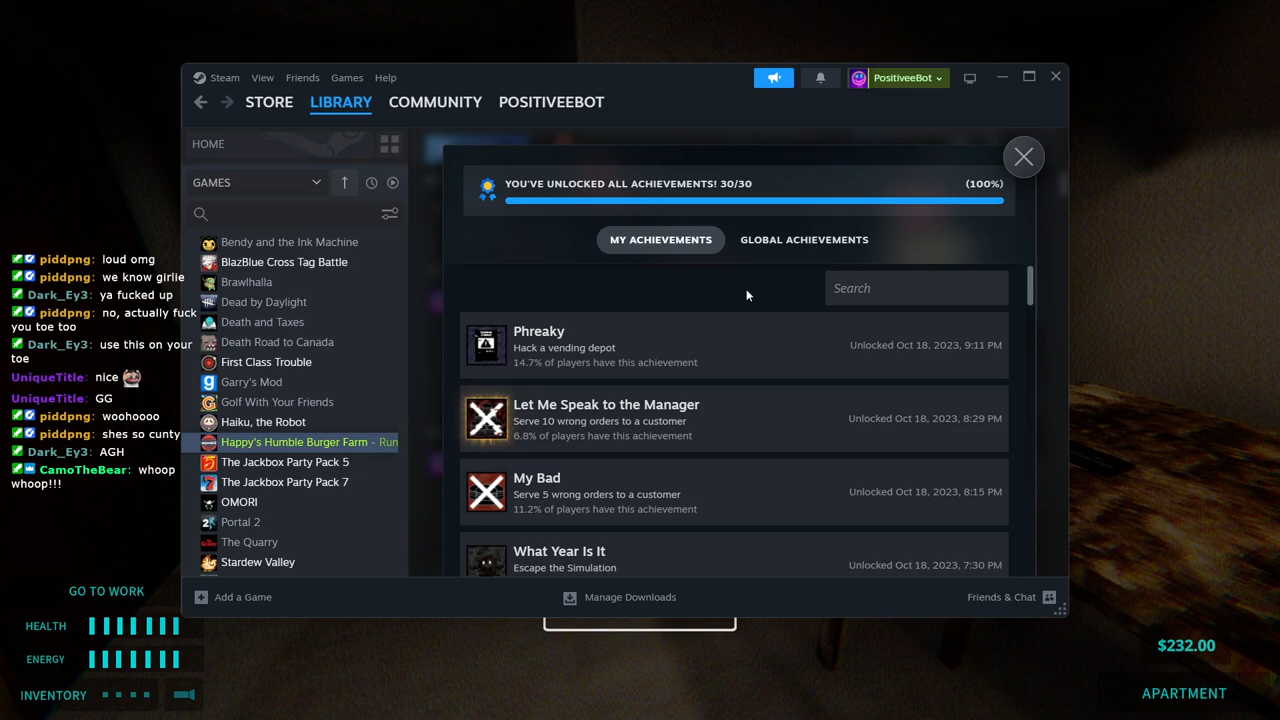 Steam View Friends Games Help
PositiveeBot
STORE LIBRARY COMMUNITY POSITIVEEBOT
HOME
GAMES
Bendy and the Ink Machine
BlazBlue Cross Tag Battle
Brawlhalla
Dead by Daylight
Death and Taxes
Death Road to Canada
First Class Trouble
Garry's Mod
Golf With Your Friends
Haiku, the Robot
Happy's Humble Burger Farm - Run
The Jackbox Party Pack 5
The Jackbox Party Pack 7
OMORI
Portal 2
The Quarry
Stardew Valley
YOU'VE UNLOCKED ALL ACHIEVEMENTS! 30/30 (100%)
MY ACHIEVEMENTS GLOBAL ACHIEVEMENTS
Search
Phreaky
Hack a vending depot
14.7% of players have this achievement
Unlocked Oct 18, 2023, 9:11 PM
Let Me Speak to the Manager
Serve 10 wrong orders to a customer
6.8% of players have this achievement
Unlocked Oct 18, 2023, 8:29 PM
My Bad
Serve 5 wrong orders to a customer
11.2% of players have this achievement
Unlocked Oct 18, 2023, 8:15 PM
What Year Is It
Escape the Simulation
Unlocked Oct 18, 2023, 7:30 PM
Add a Game
Manage Downloads
Friends & Chat
piddpng: loud omg
piddpng: we know girlie
Dark_Ey3: ya fucked up
piddpng: no, actually fuck
you toe too
Dark_Ey3: use this on your
toe
UniqueTitle: nice
UniqueTitle: GG
piddpng: woohoooo
piddpng: shes so cunty
Dark_Ey3: AGH
CamoTheBear: whoop
whoop!!!
GO TO WORK
HEALTH
ENERGY
INVENTORY
$232.00
APARTMENT